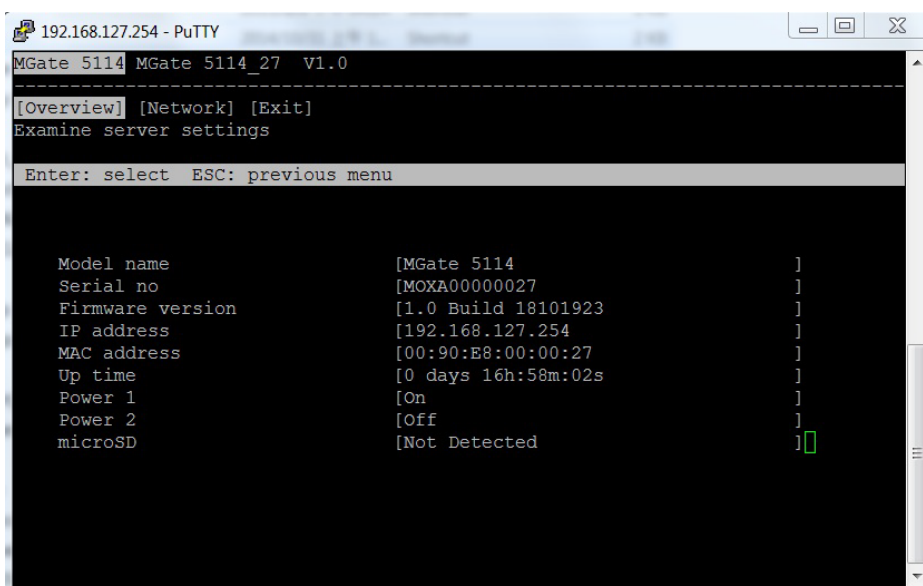 192.168.127.254 - PuTTY
MGate 5114 MGate 5114_27 V1.0
--------------------------------------------------------------------------------
[Overview] [Network] [Exit]
Examine server settings
Enter: select ESC: previous menu
Model name [MGate 5114 ]
Serial no [MOXA00000027 ]
Firmware version [1.0 Build 18101923 ]
IP address [192.168.127.254 ]
MAC address [00:90:E8:00:00:27 ]
Up time [0 days 16h:58m:02s ]
Power 1 [On ]
Power 2 [Off ]
microSD [Not Detected ]